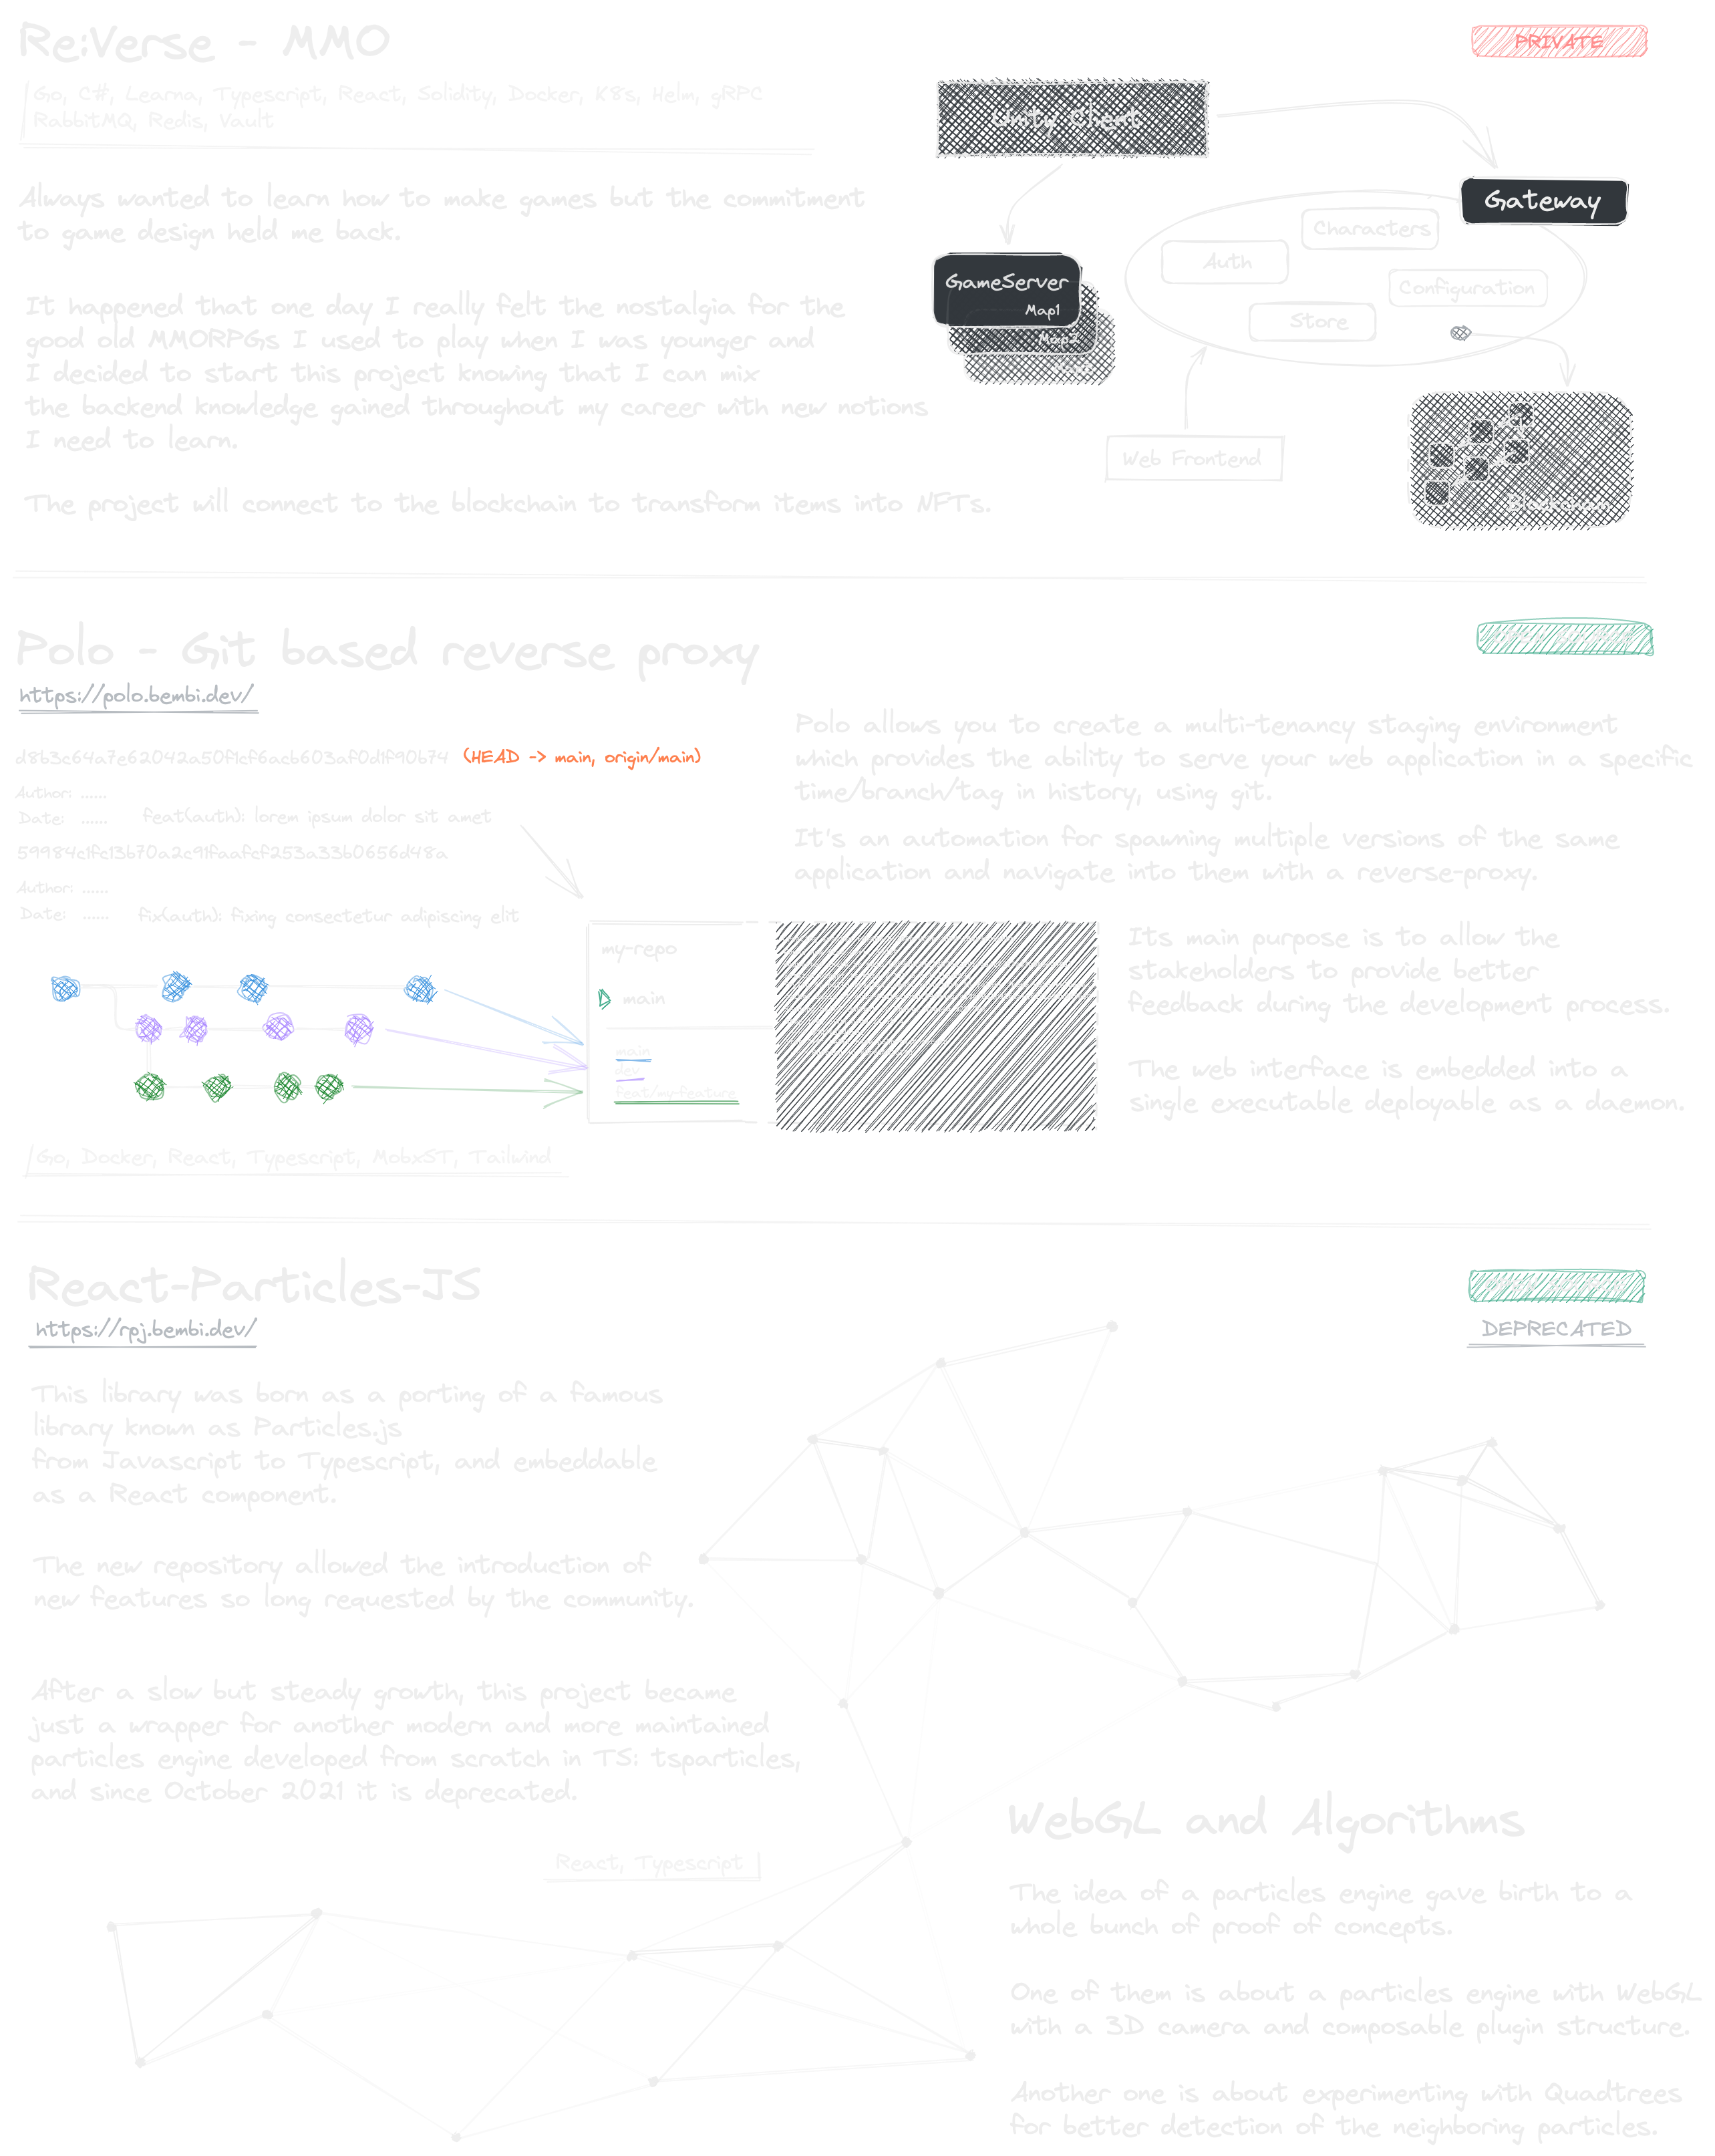 Re:Verse - MMO
PRIVATE
Go, C#, Learna, Typescript, React, Solidity, Docker, K8s, Helm, gRPC
RabbitMQ, Redis, Vault
Always wanted to learn how to make games but the commitment
to game design held me back.
It happened that one day I really felt the nostalgia for the
good old MMORPGs I used to play when I was younger and
I decided to start this project knowing that I can mix
the backend knowledge gained throughout my career with new notions
I need to learn.
The project will connect to the blockchain to transform items into NFTs.
Unity Client
Gateway
Characters
Auth
Configuration
Store
GameServer
Map1
Map2
Web Frontend
Blockchain
Polo - Git based reverse proxy
https://polo.bembi.dev/
d8b3c64a7e62042a50f1cf6acb603af0d1f90b74 (HEAD -> main, origin/main)
Author: ......
Date: ...... feat(auth): lorem ipsum dolor sit amet
59984c1fc13b70a2c91faafcf253a33b0656d48a
Author: ......
Date: ...... fix(auth): fixing consectetur adipiscing elit
my-repo
main
main
dev
feat/my-feature
Go, Docker, React, Typescript, MobxST, Tailwind
Polo allows you to create a multi-tenancy staging environment
which provides the ability to serve your web application in a specific
time/branch/tag in history, using git.
It's an automation for spawning multiple versions of the same
application and navigate into them with a reverse-proxy.
Its main purpose is to allow the
stakeholders to provide better
feedback during the development process.
The web interface is embedded into a
single executable deployable as a daemon.
React-Particles-JS
https://rpj.bembi.dev/
DEPRECATED
This library was born as a porting of a famous
library known as Particles.js
from Javascript to Typescript, and embeddable
as a React component.
The new repository allowed the introduction of
new features so long requested by the community.
After a slow but steady growth, this project became
just a wrapper for another modern and more maintained
particles engine developed from scratch in TS: tsparticles,
and since October 2021 it is deprecated.
React, Typescript
WebGL and Algorithms
The idea of a particles engine gave birth to a
whole bunch of proof of concepts.
One of them is about a particles engine with WebGL
with a 3D camera and composable plugin structure.
Another one is about experimenting with Quadtrees
for better detection of the neighboring particles.